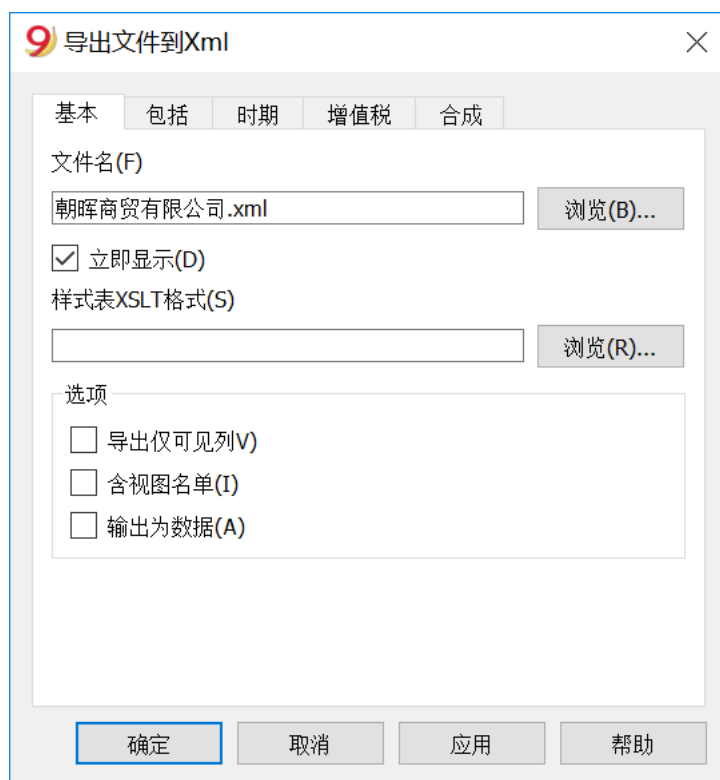 9 导出文件到Xml
基本 包括 时期 增值税 合成
文件名(F)
朝晖商贸有限公司.xml 浏览(B)...
立即显示(D)
样式表XSLT格式(S)
浏览(R)...
选项
导出仅可见列V)
含视图名单(I)
输出为数据(A)
确定 取消 应用 帮助